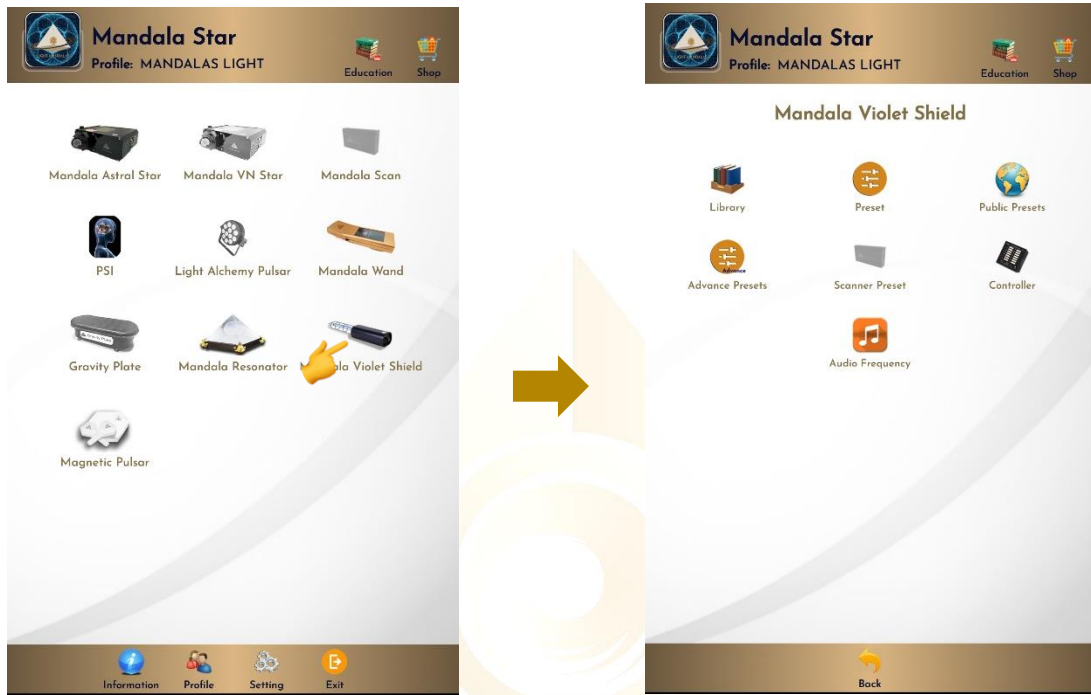 Mandala Star
Profile: MANDALAS LIGHT
Education
Shop
Mandala Astral Star
Mandala VN Star
Mandala Scan
PSI
Light Alchemy Pulsar
Mandala Wand
Gravity Plate
Mandala Resonator
Violet Shield
Magnetic Pulsar
Information
Profile
Setting
Exit
Mandala Star
Profile: MANDALAS LIGHT
Education
Shop
Mandala Violet Shield
Library
Preset
Public Presets
Advance
Advance Presets
Scanner Preset
Controller
Audio Frequency
Back